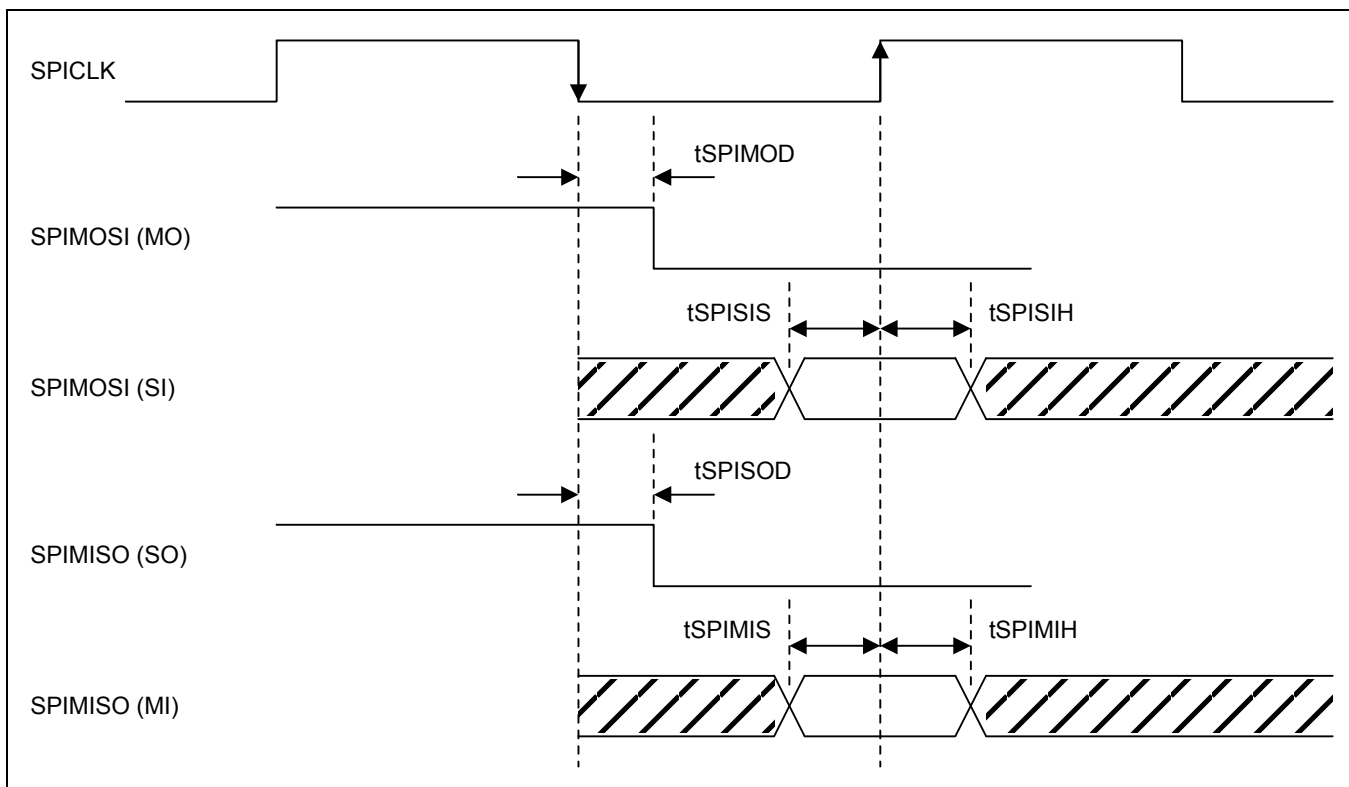 SPICLK
tSPIMOD
SPIMOSI (MO)
tSPISIS
tSPISIH
SPIMOSI (SI)
tSPISOD
SPIMISO (SO)
tSPIMIS
tSPIMIH
SPIMISO (MI)